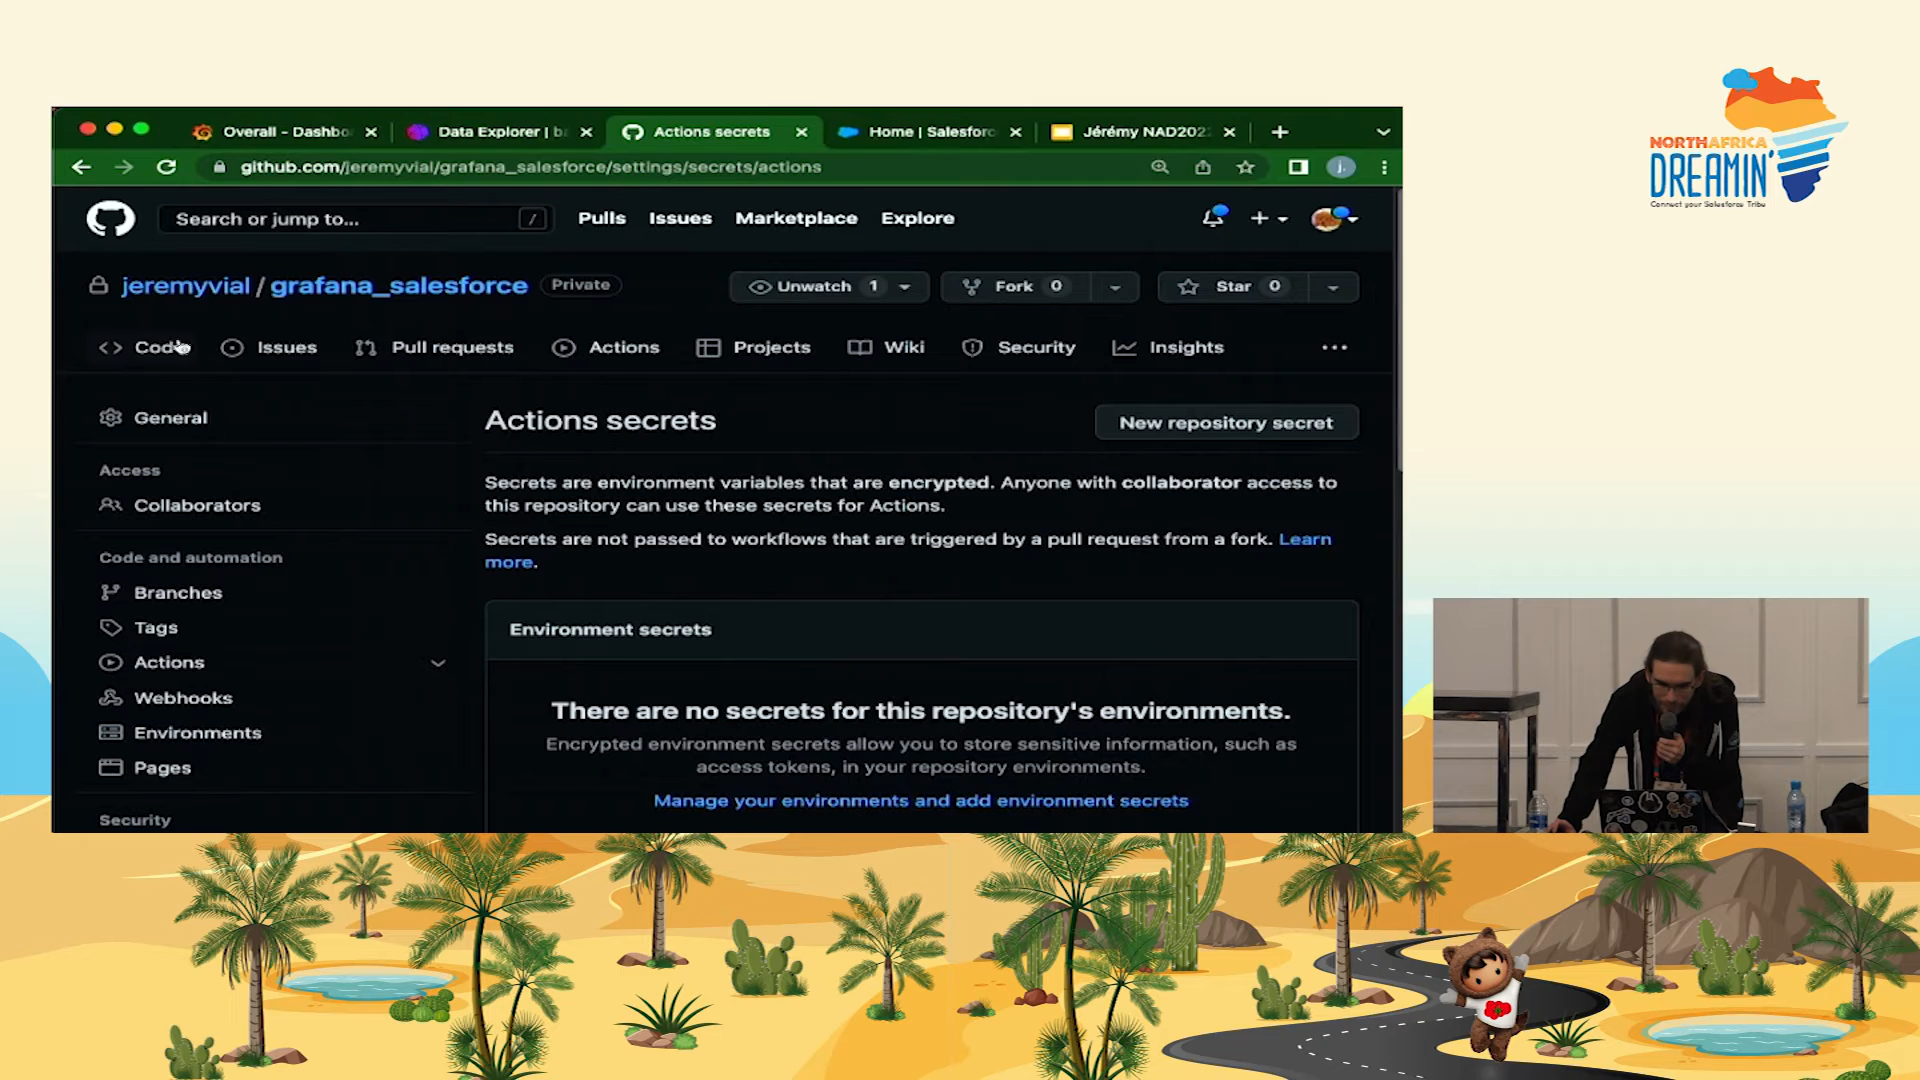 Overall - Dashbo
Data Explorer | b
Actions secrets
Home | Salesforc
Jérémy NAD202
github.com/jeremyvial/grafana_salesforce/settings/secrets/actions
Search or jump to... /
Pulls Issues Marketplace Explore
jeremyvial / grafana_salesforce Private
Unwatch 1 Fork 0 Star 0
Code Issues Pull requests Actions Projects Wiki Security Insights
General
Access
Collaborators
Code and automation
Branches
Tags
Actions
Webhooks
Environments
Pages
Security
Actions secrets
New repository secret
Secrets are environment variables that are encrypted. Anyone with collaborator access to
this repository can use these secrets for Actions.
Secrets are not passed to workflows that are triggered by a pull request from a fork. Learn
more.
Environment secrets
There are no secrets for this repository's environments.
Encrypted environment secrets allow you to store sensitive information, such as
access tokens, in your repository environments.
Manage your environments and add environment secrets
NORTHAFRICA
DREAMIN'
Connect your Salesforce Tribe